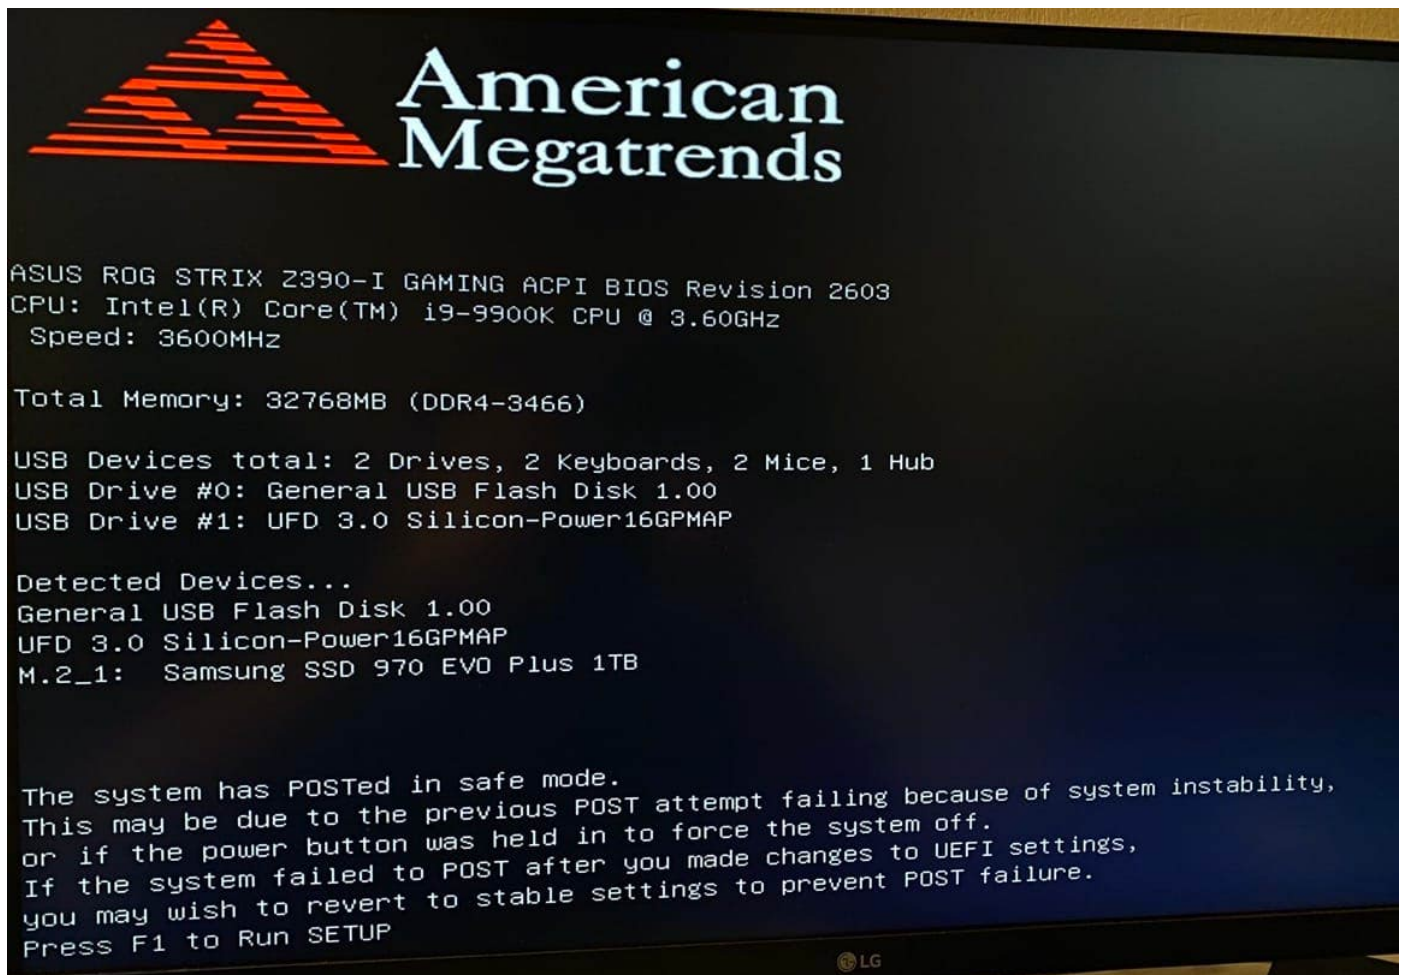 American
Megatrends
ASUS ROG STRIX Z390-I GAMING ACPI BIOS Revision 2603
CPU: Intel(R) Core(TM) i9-9900K CPU @ 3.60GHz
Speed: 3600MHz
Total Memory: 32768MB (DDR4-3466)
USB Devices total: 2 Drives, 2 Keyboards, 2 Mice, 1 Hub
USB Drive #0: General USB Flash Disk 1.00
USB Drive #1: UFD 3.0 Silicon-Power16GPMAP
Detected Devices...
General USB Flash Disk 1.00
UFD 3.0 Silicon-Power16GPMAP
M.2_1: Samsung SSD 970 EVO Plus 1TB
The system has POSTed in safe mode.
This may be due to the previous POST attempt failing because of system instability,
or if the power button was held in to force the system off.
If the system failed to POST after you made changes to UEFI settings,
you may wish to revert to stable settings to prevent POST failure.
Press F1 to Run SETUP
LG